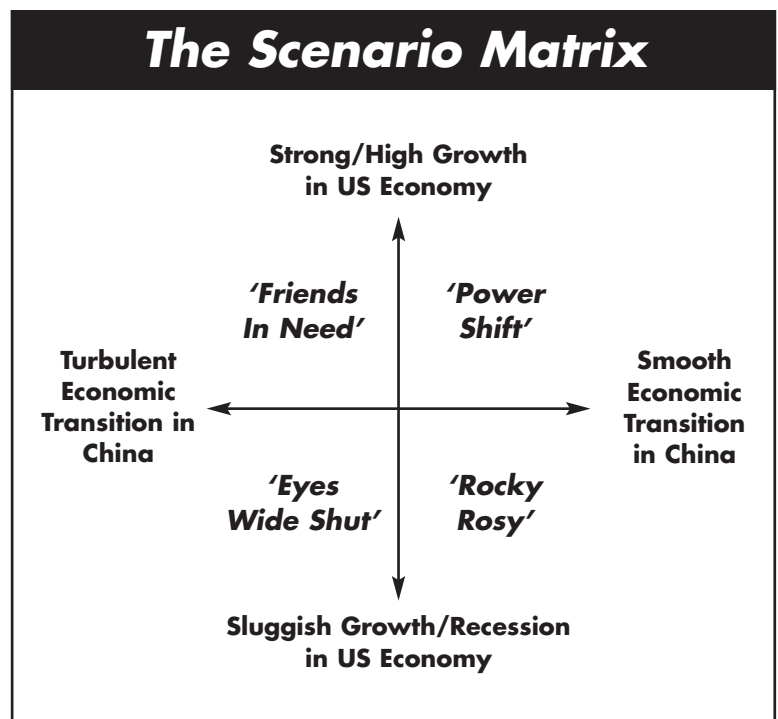 The Scenario Matrix
Strong/High Growth
in US Economy
‘Friends
In Need’
‘Power
Shift’
Turbulent
Economic
Transition in
China
Smooth
Economic
Transition
in China
‘Eyes
Wide Shut’
‘Rocky
Rosy’
Sluggish Growth/Recession
in US Economy